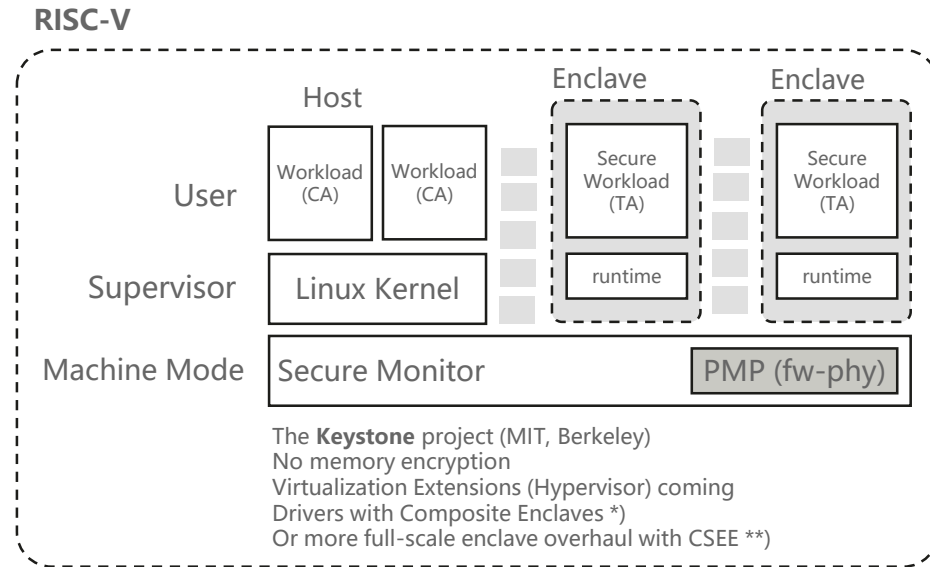 RISC-V
Enclave
Enclave
Host
Workload
(CA)
Workload
(CA)
Secure
Workload
(TA)
Secure
Workload
(TA)
User
Supervisor
Linux Kernel
runtime
runtime
Machine Mode
Secure Monitor
PMP (fw-phy)
The Keystone project (MIT, Berkeley)
No memory encryption
Virtualization Extensions (Hypervisor) coming
Drivers with Composite Enclaves *)
Or more full-scale enclave overhaul with CSEE **)